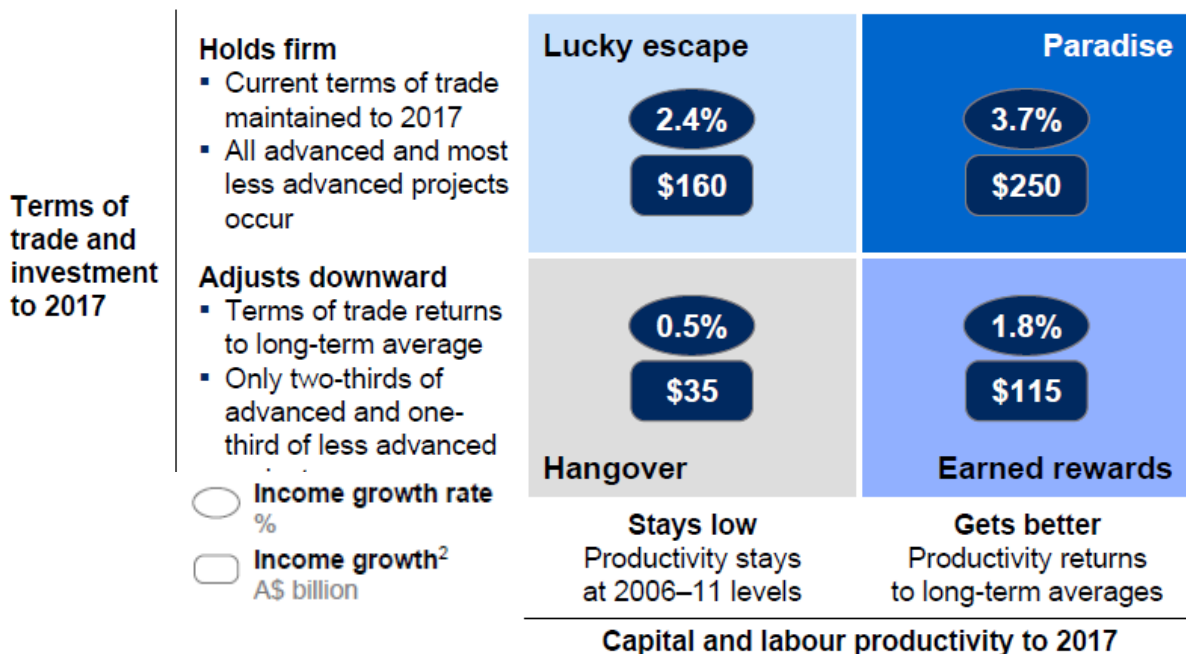 Terms of
trade and
investment
to 2017
Holds firm
▪ Current terms of trade
maintained to 2017
▪ All advanced and most
less advanced projects
occur
Adjusts downward
▪ Terms of trade returns
to long-term average
▪ Only two-thirds of
advanced and one-
third of less advanced
Lucky escape
2.4%
$160
Paradise
3.7%
$250
0.5%
$35
Hangover
1.8%
$115
Earned rewards
Income growth rate
%
Income growth²
A$ billion
Stays low
Productivity stays
at 2006–11 levels
Gets better
Productivity returns
to long-term averages
Capital and labour productivity to 2017